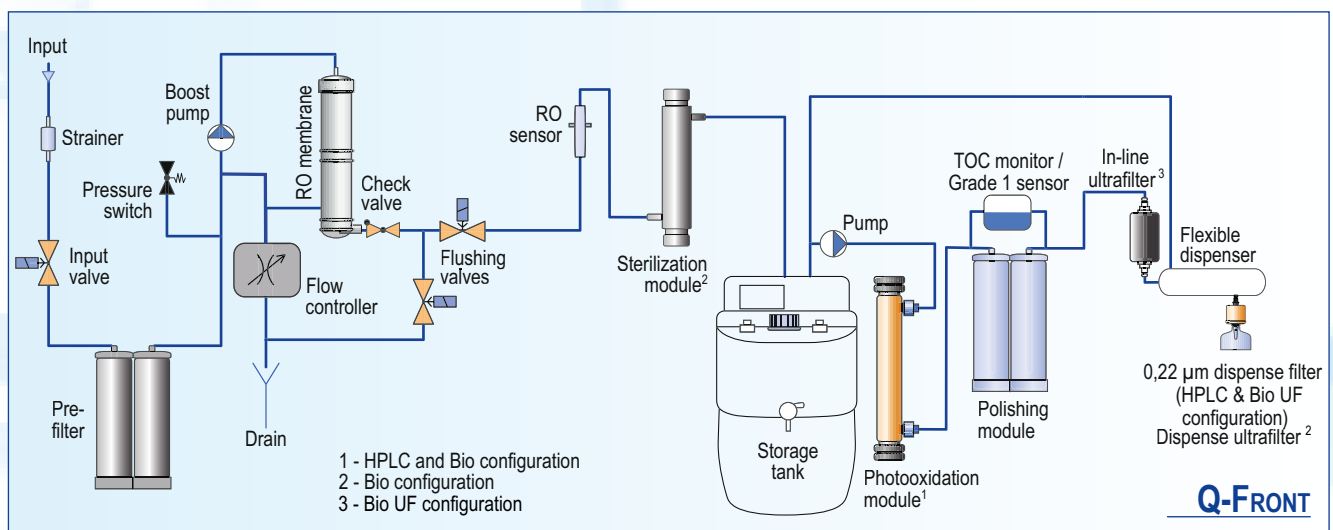 Input
Strainer
Pressure
switch
Input
valve
Pre-
filter
Boost
pump
RO membrane
Check
valve
Flow
controller
Flushing
valves
Drain
RO
sensor
Sterilization
module²
Storage
tank
Pump
Photooxidation
module¹
TOC monitor /
Grade 1 sensor
Polishing
module
In-line
ultrafilter ³
Flexible
dispenser
0,22 µm dispense filter
(HPLC & Bio UF
configuration)
Dispense ultrafilter ²
1 - HPLC and Bio configuration
2 - Bio configuration
3 - Bio UF configuration
Q-FRONT